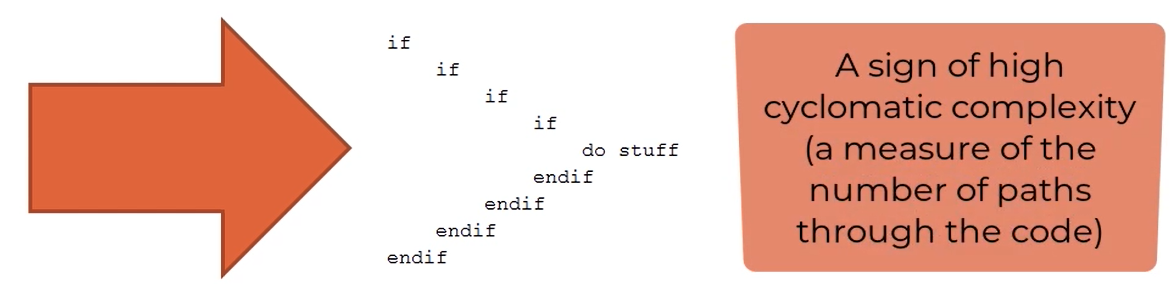 if
if
if
if
do stuff
endif
endif
endif
endif
A sign of high
cyclomatic complexity
(a measure of the
number of paths
through the code)